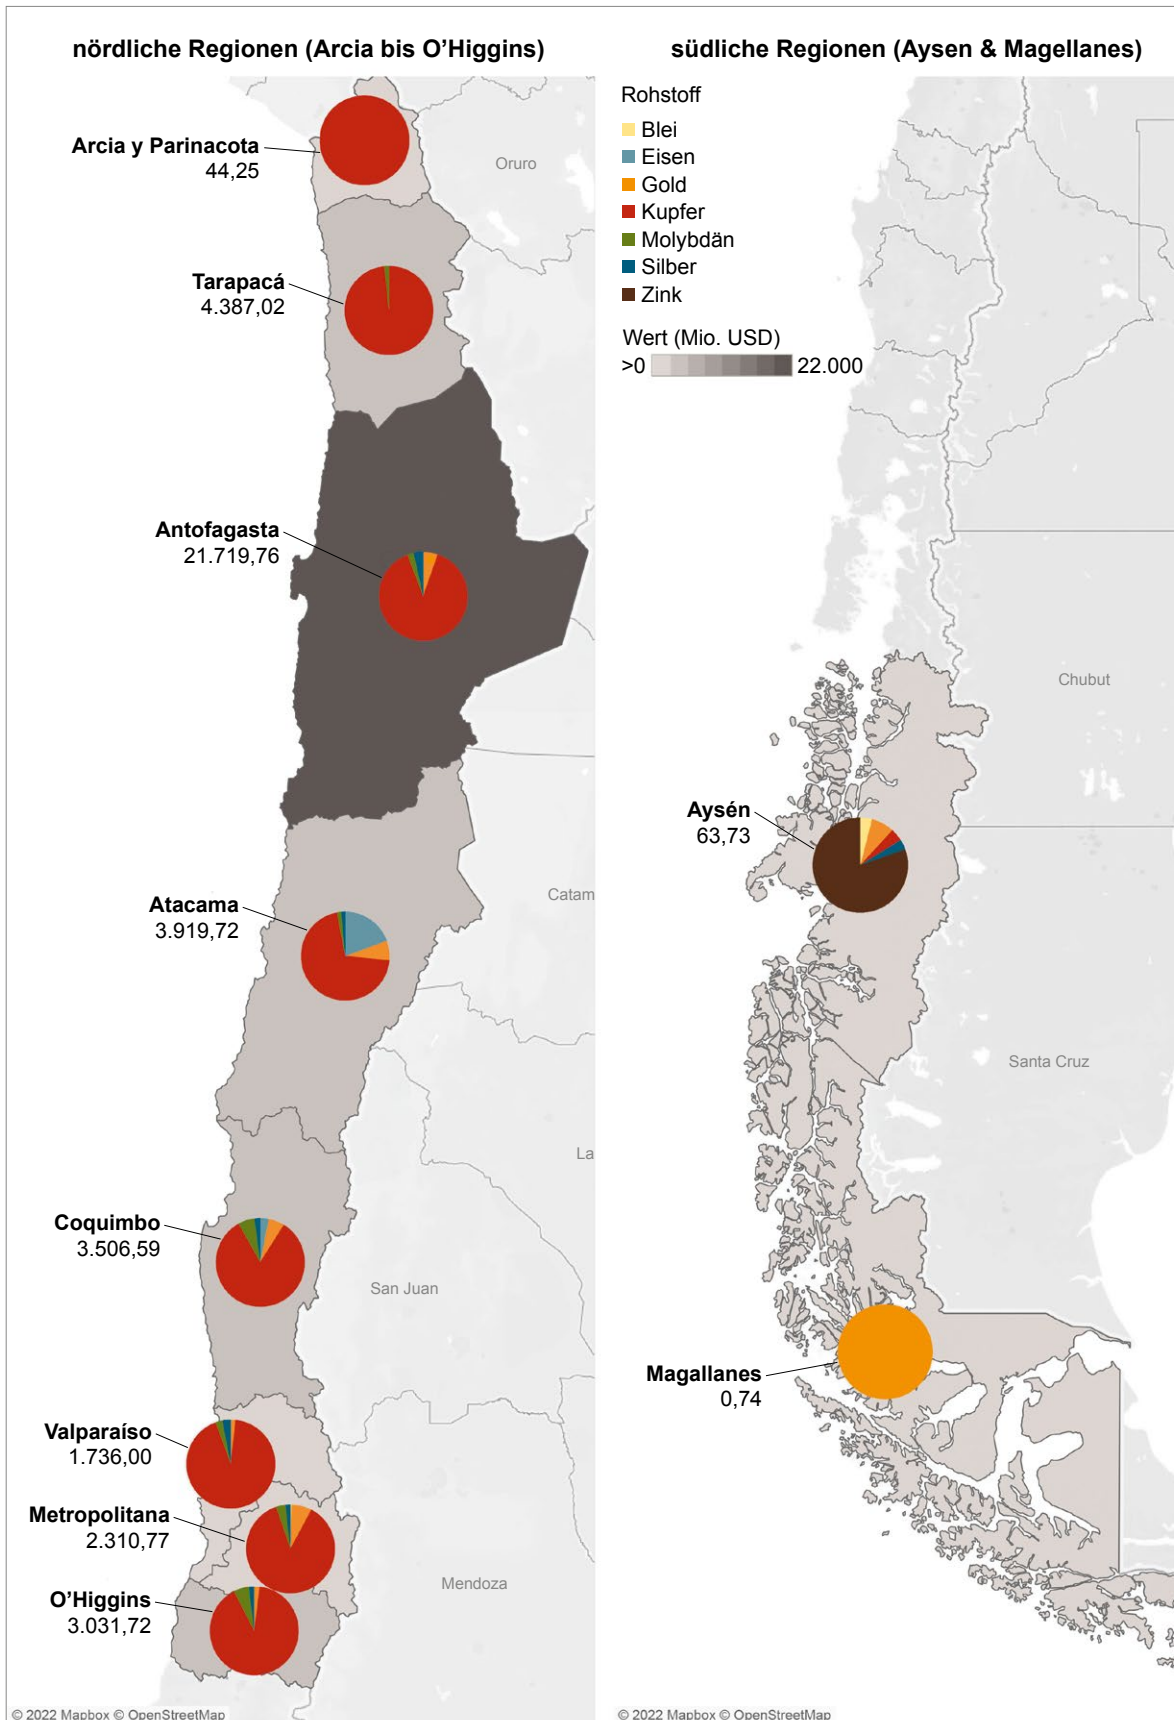 nördliche Regionen (Arcia bis O’Higgins)
Arcia y Parinacota
44,25
Oruro
Tarapacá
4.387,02
Antofagasta
21.719,76
Atacama
3.919,72
Catam
La
Coquimbo
3.506,59
San Juan
Valparaíso
1.736,00
Metropolitana
2.310,77
Mendoza
O’Higgins
3.031,72
© 2022 Mapbox © OpenStreetMap
südliche Regionen (Aysen & Magellanes)
Rohstoff
Blei
Eisen
Gold
Kupfer
Molybdän
Silber
Zink
Wert (Mio. USD)
>0 22.000
Chubut
Aysén
63,73
Santa Cruz
Magallanes
0,74
© 2022 Mapbox © OpenStreetMap